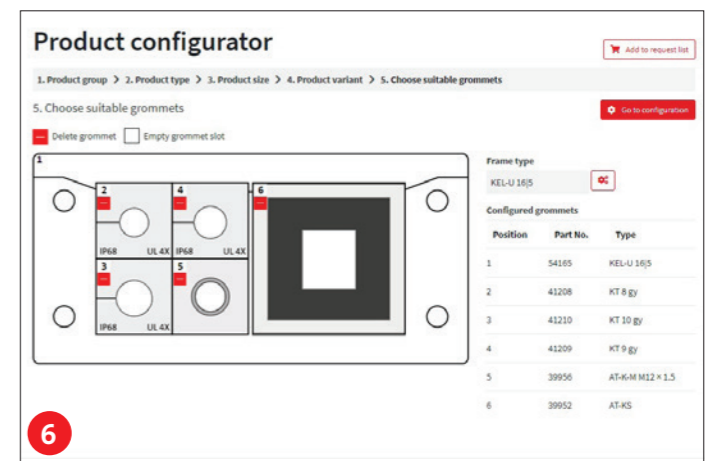 Product configurator
Add to request list
1. Product group > 2. Product type > 3. Product size > 4. Product variant > 5. Choose suitable grommets
5. Choose suitable grommets
Go to configuration
Delete grommet Empty grommet slot
1
2
4
6
IP68 UL 4X IP68 UL 4X
3
5
IP68 UL 4X
Frame type
KEL-U 16|5
Configured grommets
Position Part No. Type
1 54165 KEL-U 16|5
2 41208 KT 8 gy
3 41210 KT 10 gy
4 41209 KT 9 gy
5 39956 AT-K-M M12 × 1.5
6 39952 AT-KS
6